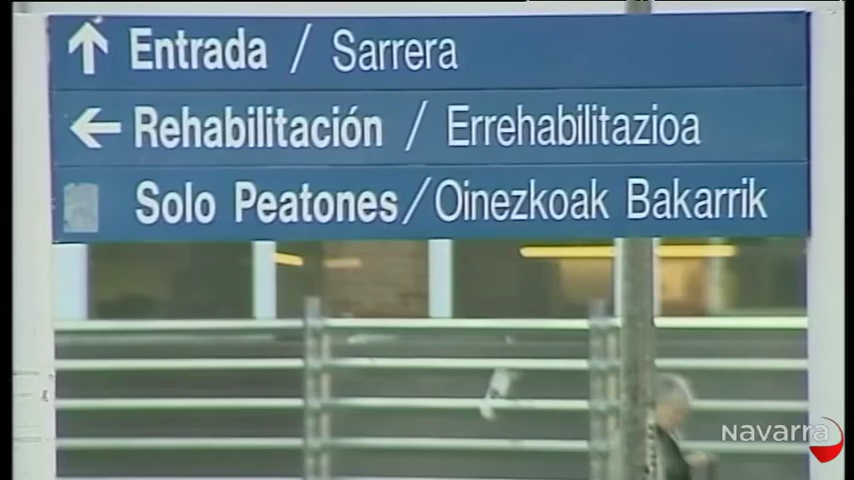 Entrada / Sarrera
Rehabilitación / Errehabilitazioa
Solo Peatones / Oinezkoak Bakarrik
NAVARRA